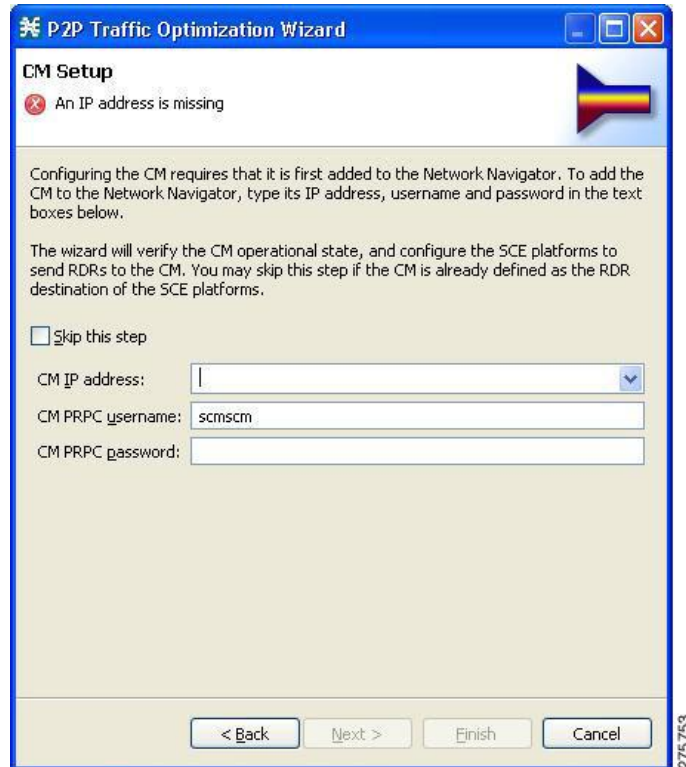 P2P Traffic Optimization Wizard
CM Setup
An IP address is missing
Configuring the CM requires that it is first added to the Network Navigator. To add the
CM to the Network Navigator, type its IP address, username and password in the text
boxes below.
The wizard will verify the CM operational state, and configure the SCE platforms to
send RDRs to the CM. You may skip this step if the CM is already defined as the RDR
destination of the SCE platforms.
Skip this step
CM IP address:
CM PRPC username: scmscm
CM PRPC password:
< Back Next > Finish Cancel
275753